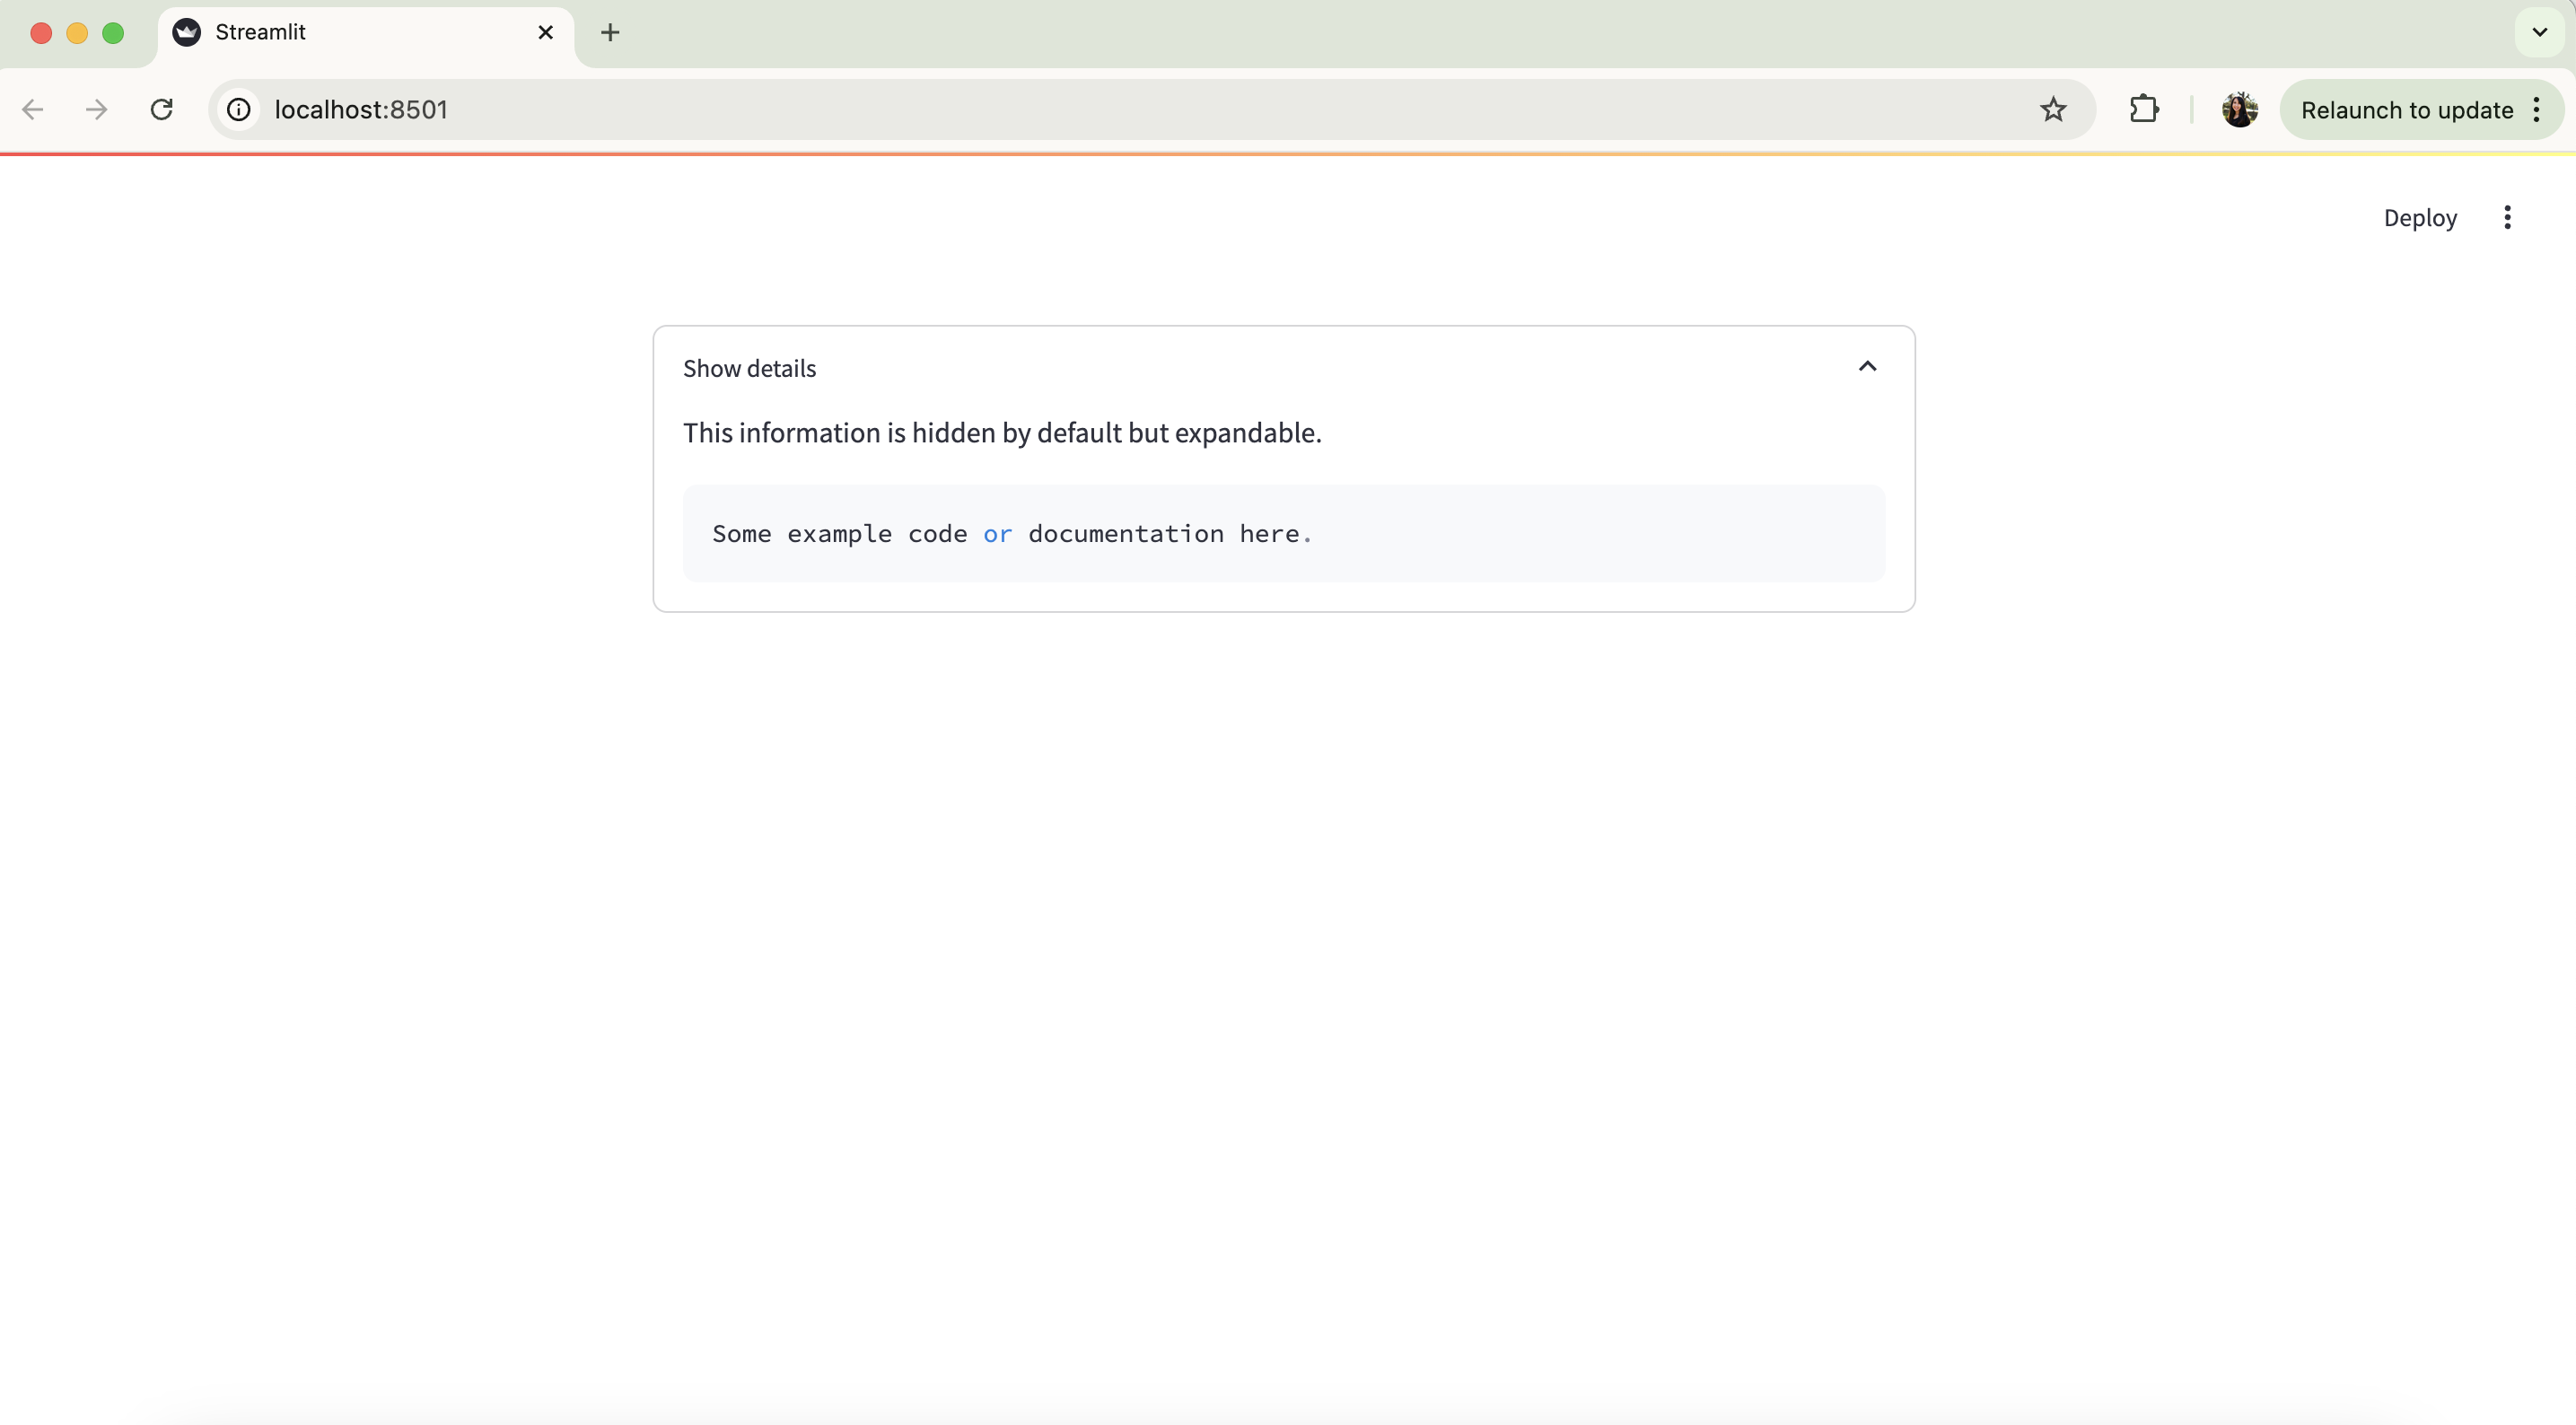 Streamlit
localhost:8501
Relaunch to update
Deploy
Show details
This information is hidden by default but expandable.
Some example code or documentation here.